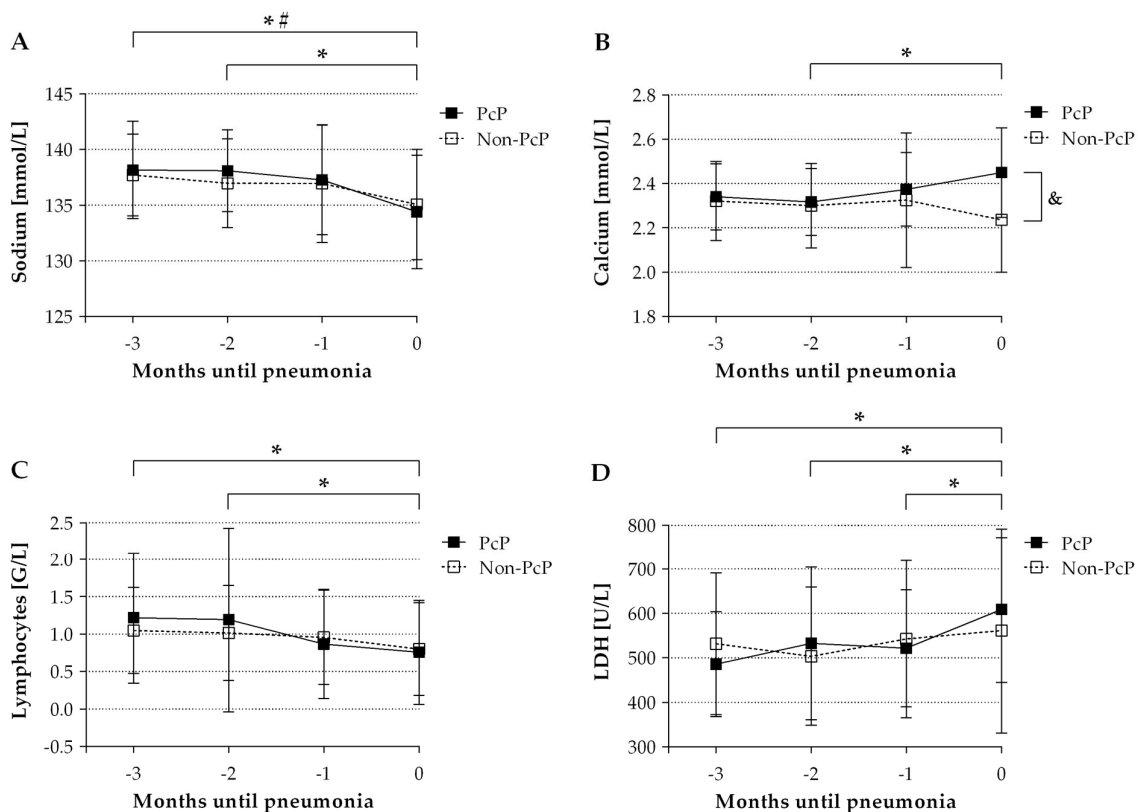 A
* #
*
Sodium [mmol/L]
145
140
135
130
125
-3 -2 -1 0
Months until pneumonia
PcP
Non-PcP
B
*
Calcium [mmol/L]
2.8
2.6
2.4
2.2
2.0
1.8
-3 -2 -1 0
Months until pneumonia
PcP
Non-PcP
&
C
*
*
Lymphocytes [G/L]
2.5
2.0
1.5
1.0
0.5
0.0
-0.5
-3 -2 -1 0
Months until pneumonia
PcP
Non-PcP
D
*
*
*
LDH [U/L]
800
700
600
500
400
300
-3 -2 -1 0
Months until pneumonia
PcP
Non-PcP